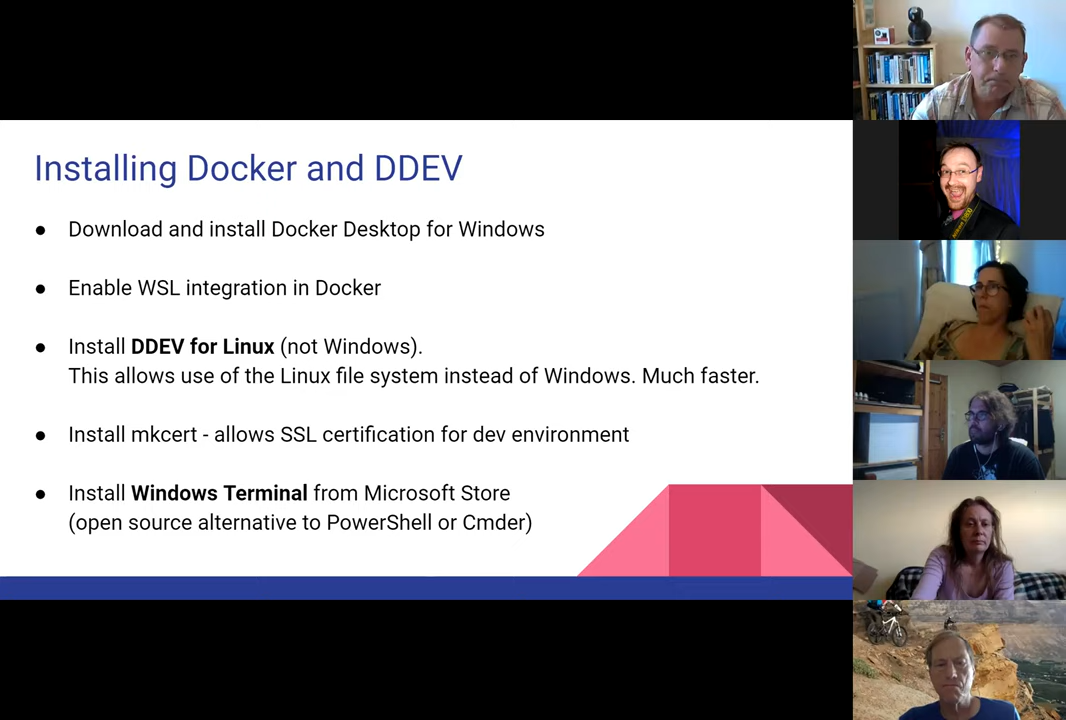 Installing Docker and DDEV
● Download and install Docker Desktop for Windows
● Enable WSL integration in Docker
● Install DDEV for Linux (not Windows).
This allows use of the Linux file system instead of Windows. Much faster.
● Install mkcert - allows SSL certification for dev environment
● Install Windows Terminal from Microsoft Store
(open source alternative to PowerShell or Cmder)